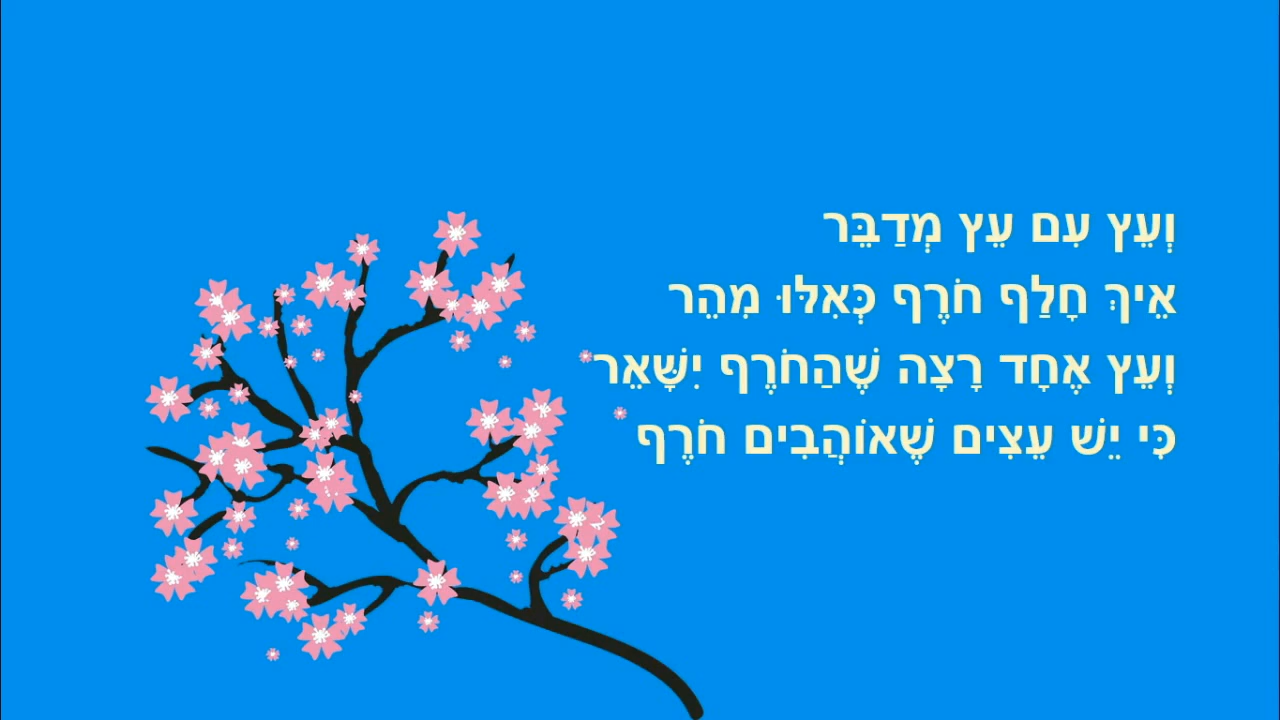 וְעֵץ עִם עֵץ מְדַבֵּר
אֵיךְ חָלַף חֹרֶף כְּאִלּוּ מִהֵר
וְעֵץ אֶחָד רָצָה שֶׁהַחֹרֶף יִשָּׁאֵר
כִּי יֵשׁ עֵצִים שֶׁאוֹהֲבִים חֹרֶף